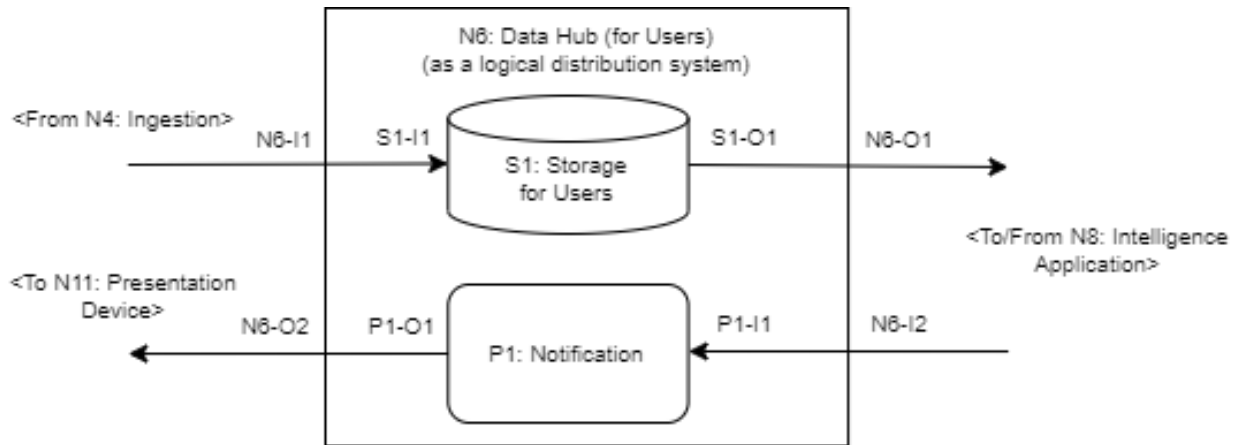 N6: Data Hub (for Users)
(as a logical distribution system)
<From N4: Ingestion>
N6-I1
S1-I1
S1: Storage
for Users
S1-O1
N6-O1
<To/From N8: Intelligence
Application>
<To N11: Presentation
Device>
N6-O2
P1-O1
P1: Notification
P1-I1
N6-I2